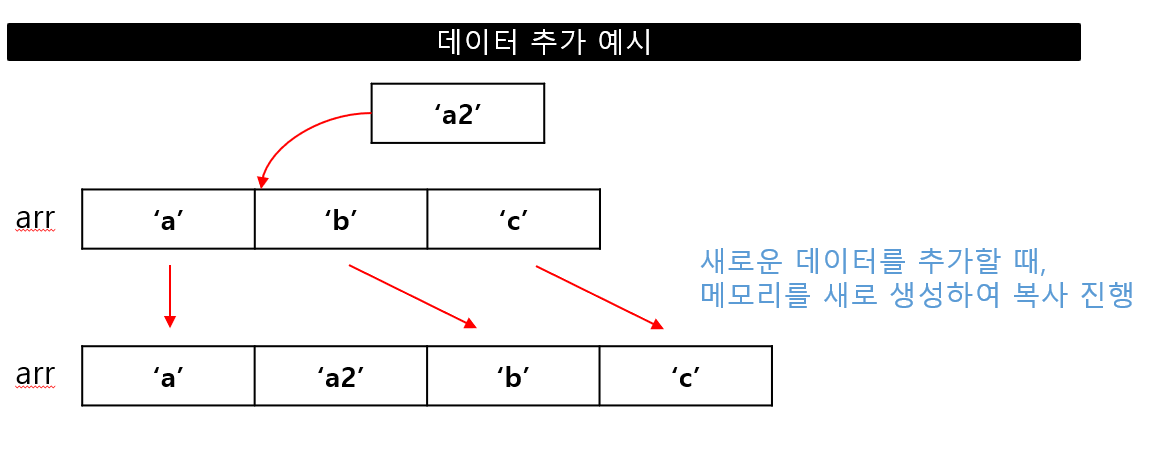 데이터 추가 예시
‘a2’
arr
‘a’
‘b’
‘c’
새로운 데이터를 추가할 때,
메모리를 새로 생성하여 복사 진행
arr
‘a’
‘a2’
‘b’
‘c’